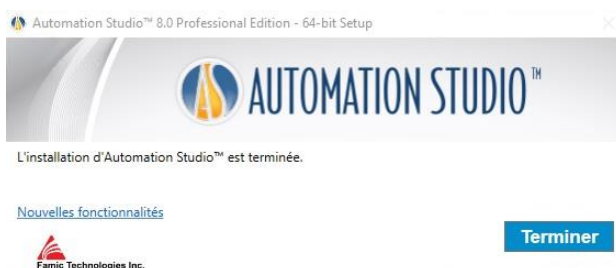 Automation Studio™ 8.0 Professional Edition - 64-bit Setup
AUTOMATION STUDIO™
L'installation d'Automation Studio™ est terminée.
Nouvelles fonctionnalités
Terminer
Famic Technologies Inc.